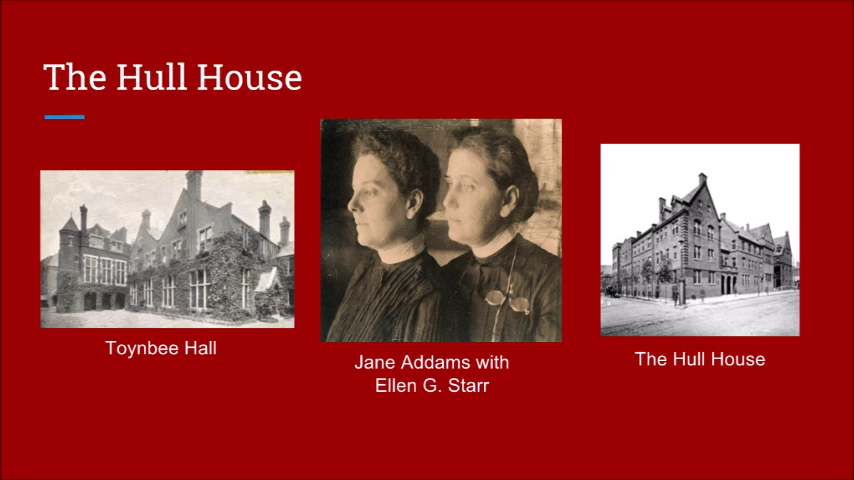 The Hull House
Toynbee Hall
Jane Addams with
Ellen G. Starr
The Hull House